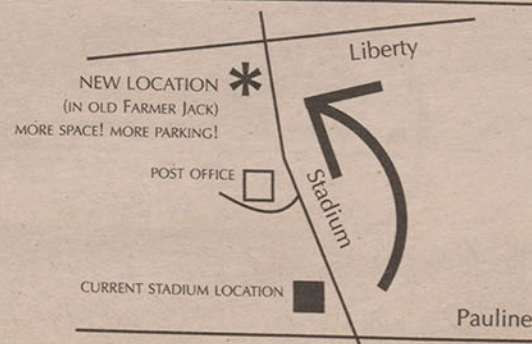 Liberty
NEW LOCATION *
(IN OLD FARMER JACK)
MORE SPACE! MORE PARKING!
POST OFFICE
Stadium
CURRENT STADIUM LOCATION
Pauline